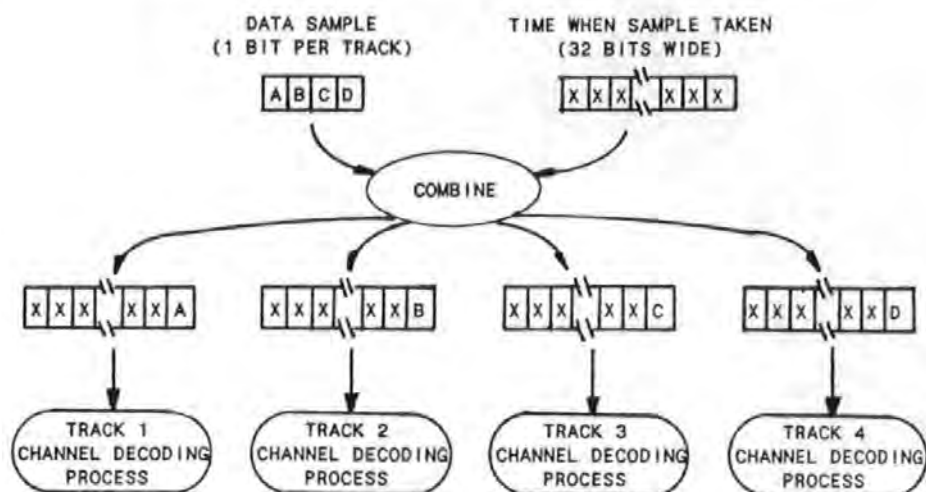 DATA SAMPLE
(1 BIT PER TRACK)
TIME WHEN SAMPLE TAKEN
(32 BITS WIDE)
A B C D
X X X X X X
COMBINE
X X X X X A
X X X X X B
X X X X X C
X X X X X D
TRACK 1
CHANNEL DECODING
PROCESS
TRACK 2
CHANNEL DECODING
PROCESS
TRACK 3
CHANNEL DECODING
PROCESS
TRACK 4
CHANNEL DECODING
PROCESS